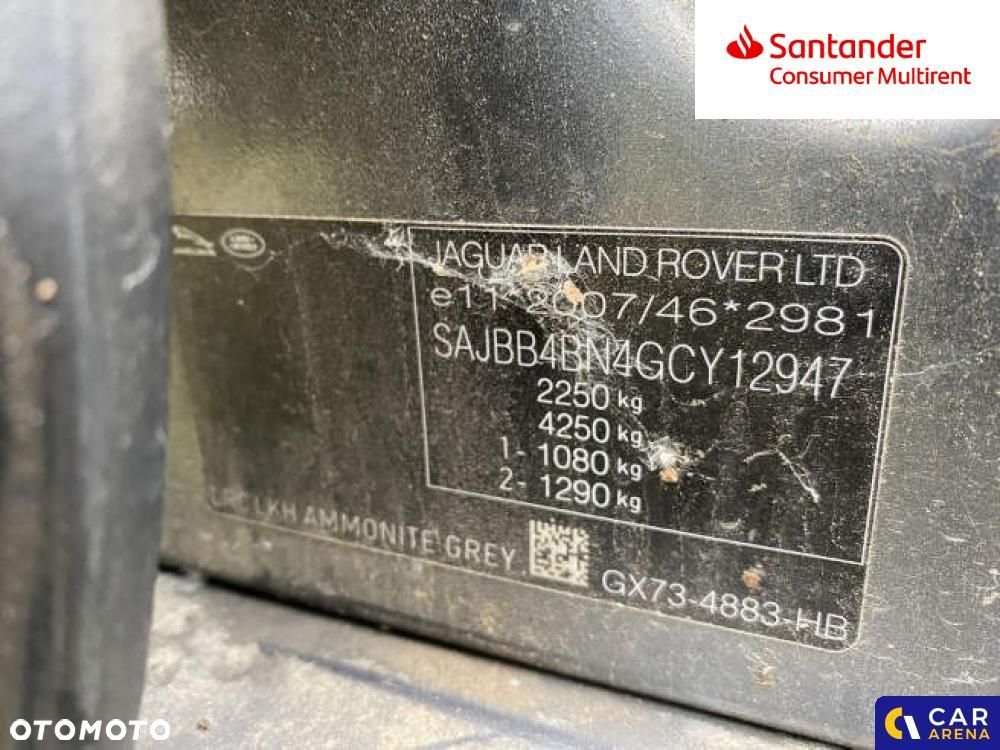 Santander
Consumer Multirent
JAGUAR LAND ROVER LTD
e11*2007/46*2981
SAJBB4BN4GCY12947
2250 kg
4250 kg
1- 1080 kg
2- 1290 kg
LKH AMMONITE GREY
GX73-4883-HB
OTOMOTO
CAR
ARENA